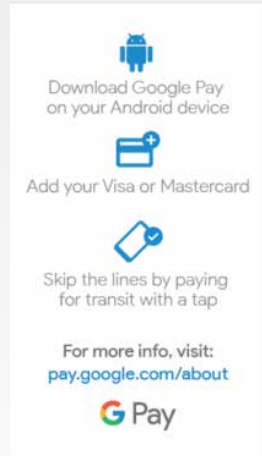 Download Google Pay
on your Android device
Add your Visa or Mastercard
Skip the lines by paying
for transit with a tap
For more info, visit:
pay.google.com/about
G Pay